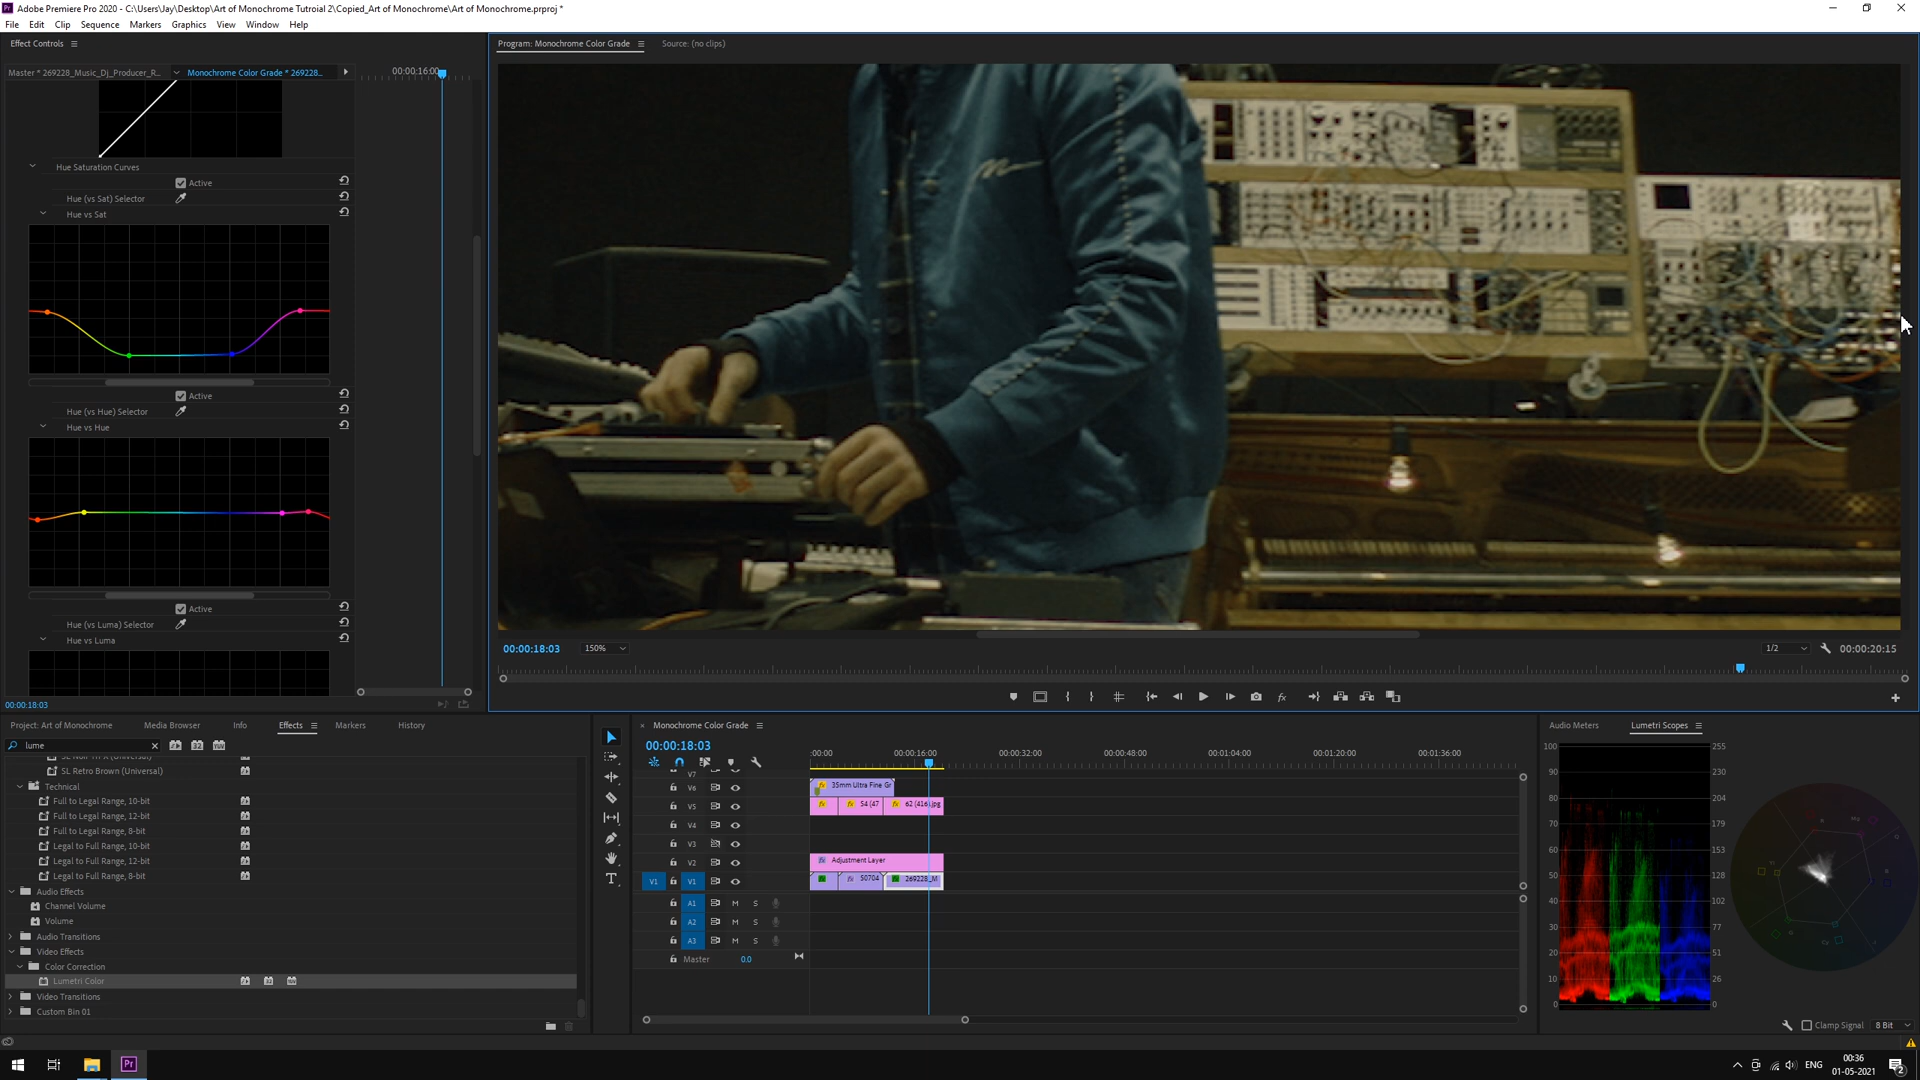 Adobe Premiere Pro 2020 - C:\Users\Jay\Desktop\Art of Monochrome Tutroial 2\Copied_Art of Monochrome\Art of Monochrome.prproj *
File Edit Clip Sequence Markers Graphics View Window Help
Effect Controls
Program: Monochrome Color Grade Source: (no clips)
Master * 269228_Music_Dj_Producer_R... Monochrome Color Grade * 269228... 00:00:16:00
Hue Saturation Curves
Active
Hue (vs Sat) Selector
Hue vs Sat
Active
Hue (vs Hue) Selector
Hue vs Hue
Active
Hue (vs Luma) Selector
Hue vs Luma
00:00:18:03
00:00:18:03 150% 1/2 00:00:20:15
Project: Art of Monochrome Media Browser Info Effects Markers History
lume
SL Retro Brown (Universal)
Technical
Full to Legal Range, 10-bit
Full to Legal Range, 12-bit
Full to Legal Range, 8-bit
Legal to Full Range, 10-bit
Legal to Full Range, 12-bit
Legal to Full Range, 8-bit
Audio Effects
Channel Volume
Volume
Audio Transitions
Video Effects
Color Correction
Lumetri Color
Video Transitions
Custom Bin 01
Monochrome Color Grade
00:00:18:03
:00:00 00:00:16:00 00:00:32:00 00:00:48:00 00:01:04:00 00:01:20:00 00:01:36:00
V7
V6 35mm Ultra Fine Gr
V5 S4 (47 62 (416).jpg
V4
V3
V2 Adjustment Layer
V1 V1 S0704 269228_M
A1 M S
A2 M S
A3 M S
Master 0.0
Audio Meters Lumetri Scopes
100 255
90 230
80 204
70 179
60 153
50 128
40 102
30 77
20 51
10 26
0 0
Clamp Signal 8 Bit
ENG
00:36
01-05-2021